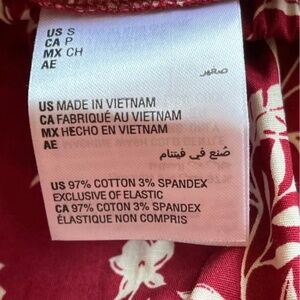 US S
CA P
MX CH
AE
صغير
US MADE IN VIETNAM
CA FABRIQUÉ AU VIETNAM
MX HECHO EN VIETNAM
AE
صُنع في فيتنام
US 97% COTTON 3% SPANDEX
EXCLUSIVE OF ELASTIC
CA 97% COTON 3% SPANDEX
ÉLASTIQUE NON COMPRIS